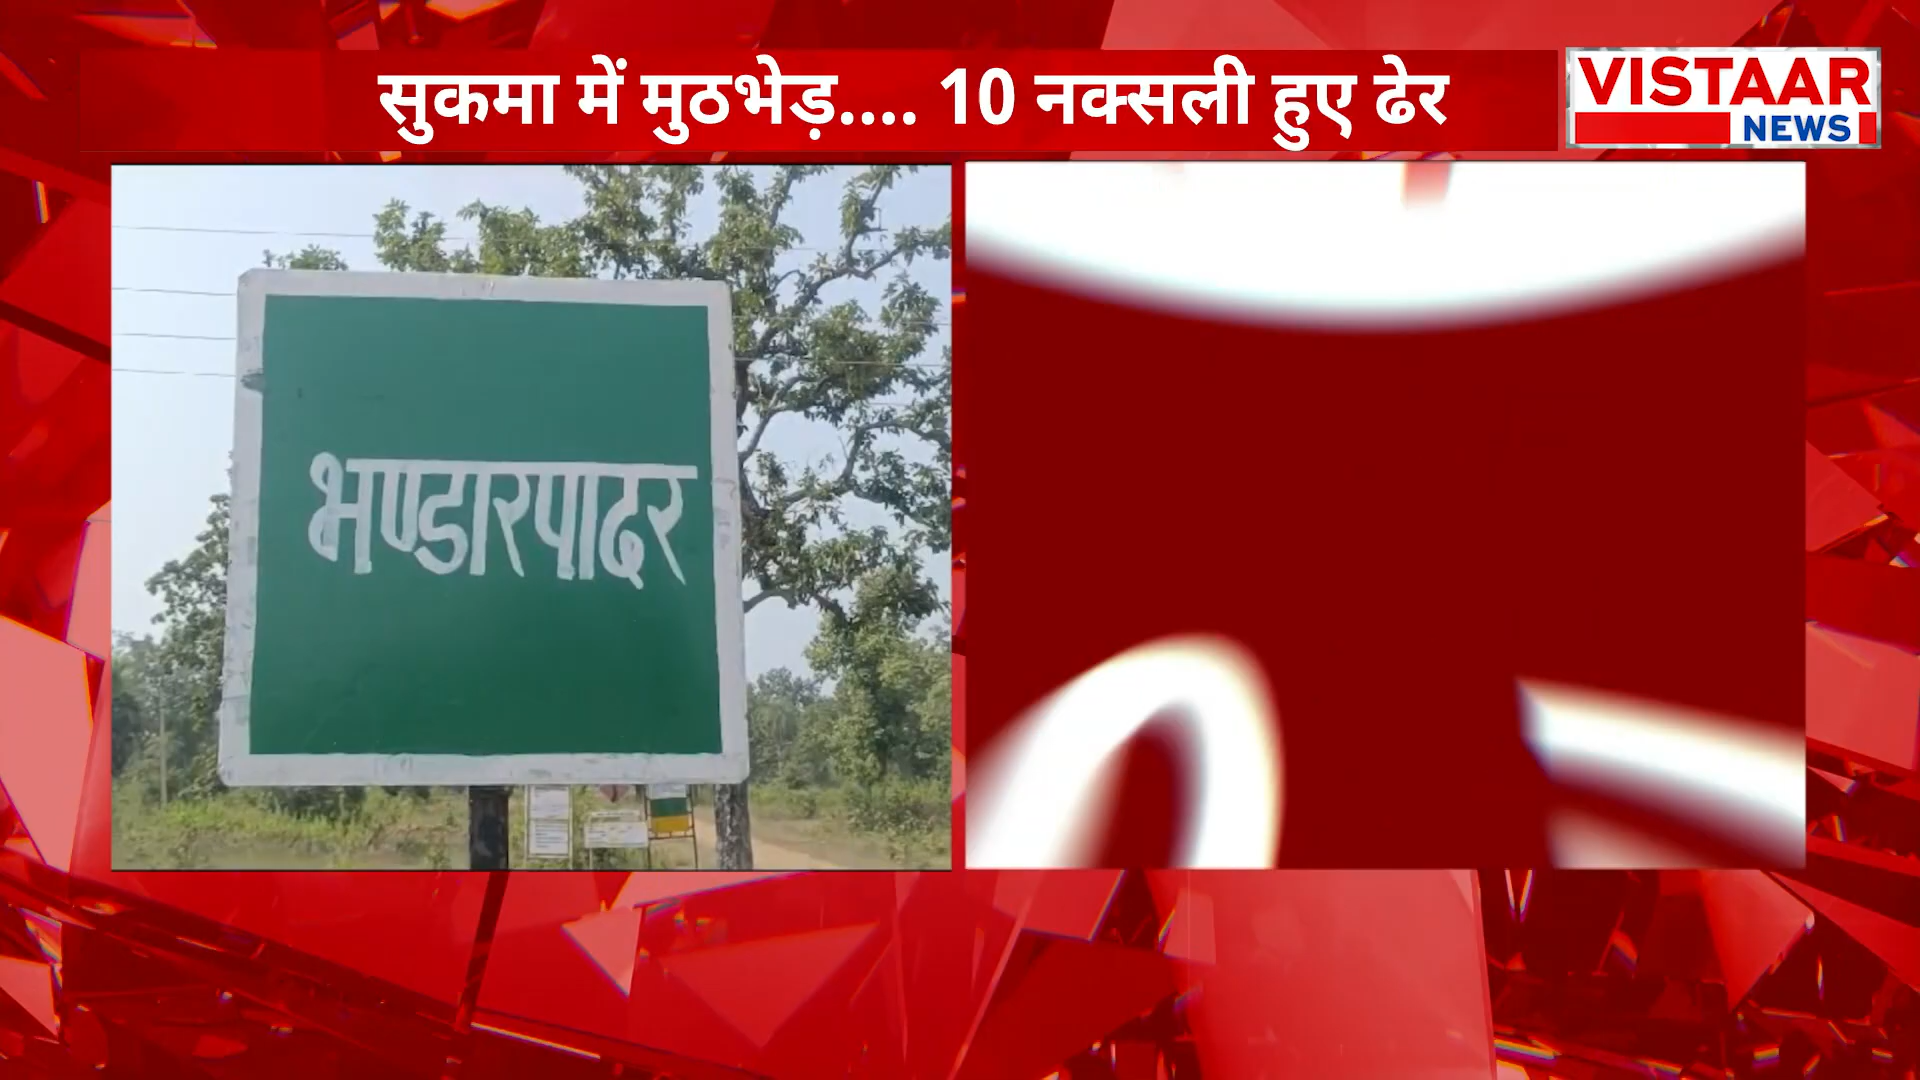 सुकमा में मुठभेड़.... 10 नक्सली हुए ढेर
VISTAAR
NEWS
भण्डारपादर